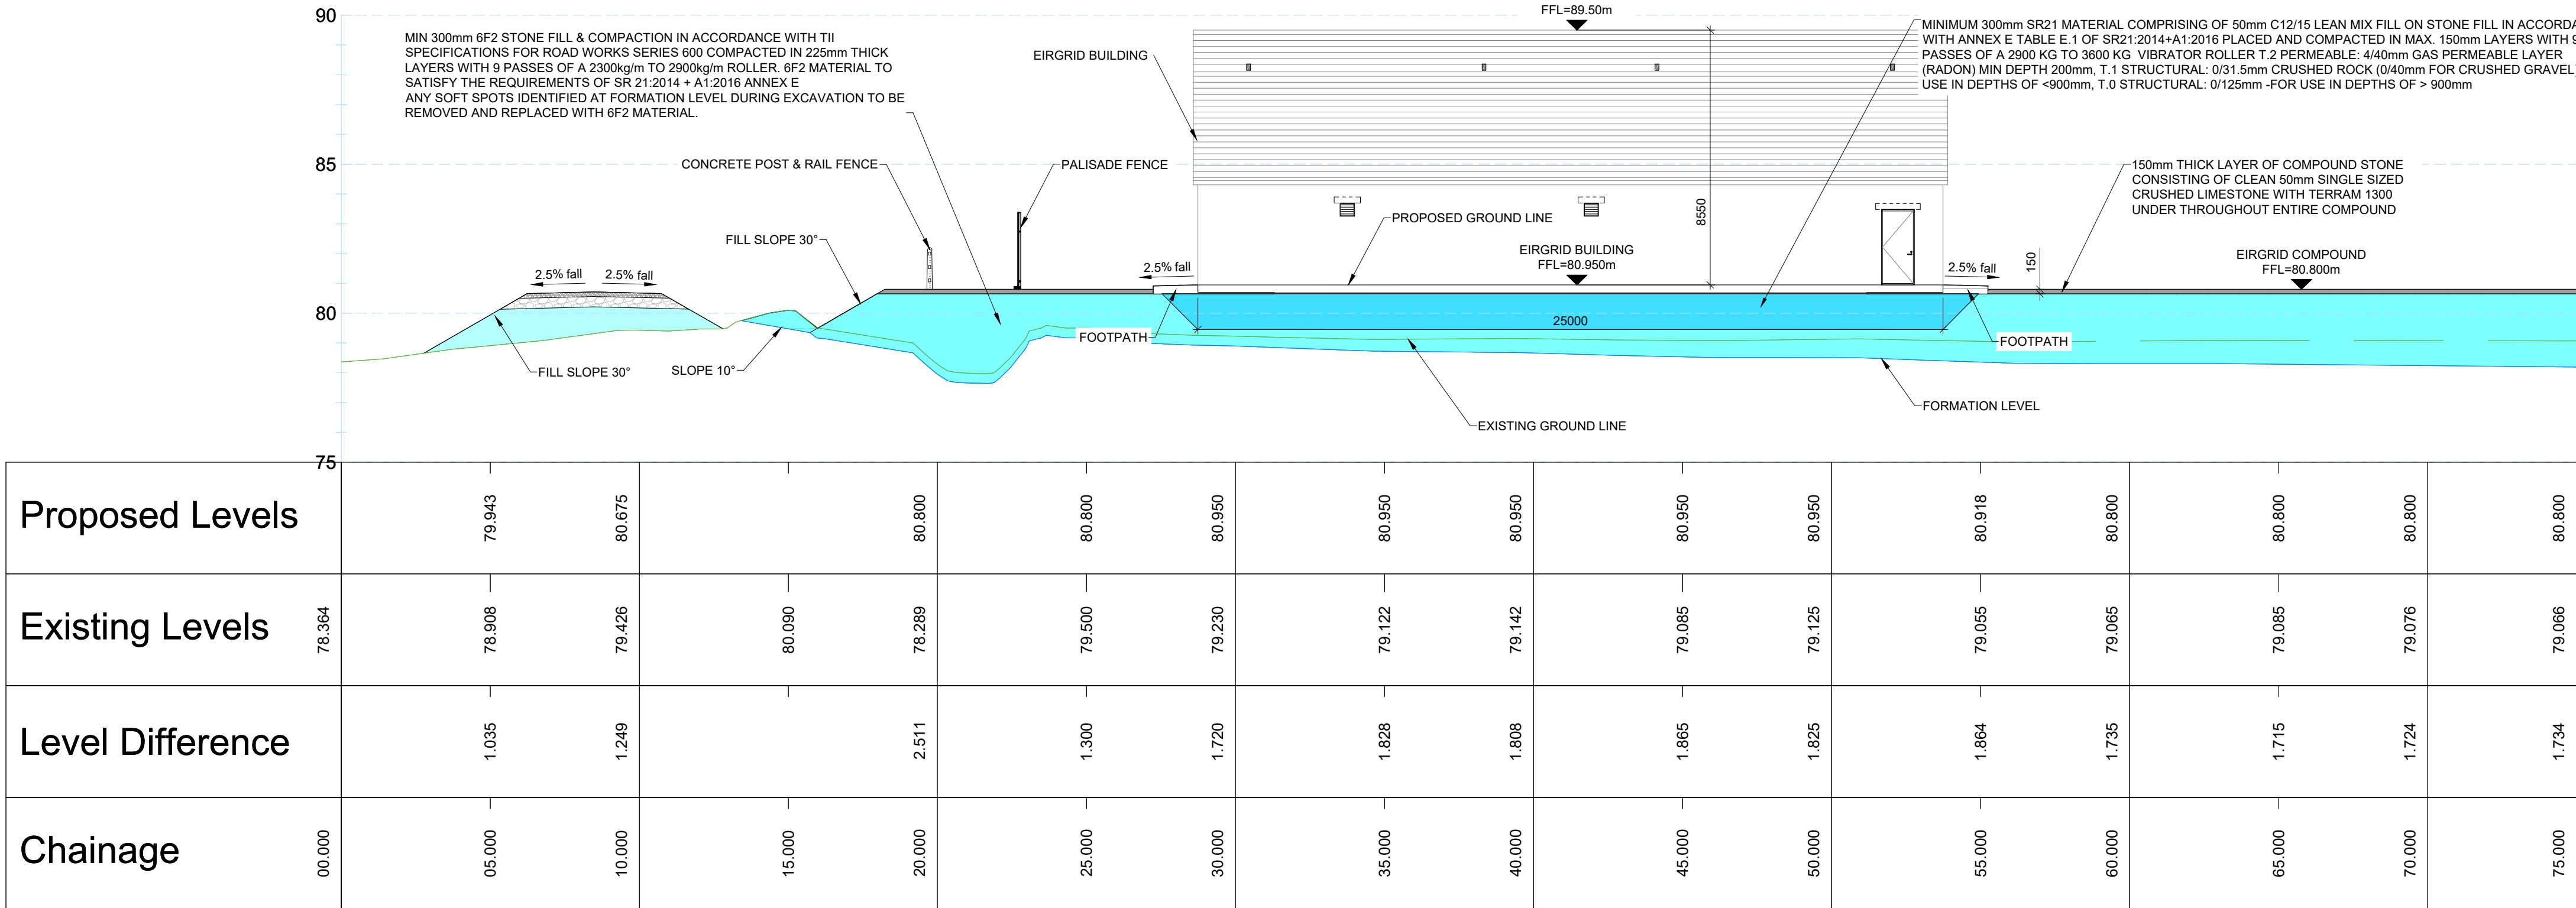 90
FFL=89.50m
MIN 300mm 6F2 STONE FILL & COMPACTION IN ACCORDANCE WITH TII
SPECIFICATIONS FOR ROAD WORKS SERIES 600 COMPACTED IN 225mm THICK
LAYERS WITH 9 PASSES OF A 2300kg/m TO 2900kg/m ROLLER. 6F2 MATERIAL TO
SATISFY THE REQUIREMENTS OF SR 21:2014 + A1:2016 ANNEX E
ANY SOFT SPOTS IDENTIFIED AT FORMATION LEVEL DURING EXCAVATION TO BE
REMOVED AND REPLACED WITH 6F2 MATERIAL.
EIRGRID BUILDING
MINIMUM 300mm SR21 MATERIAL COMPRISING OF 50mm C12/15 LEAN MIX FILL ON STONE FILL IN ACCORDA
WITH ANNEX E TABLE E.1 OF SR21:2014+A1:2016 PLACED AND COMPACTED IN MAX. 150mm LAYERS WITH 9
PASSES OF A 2900 KG TO 3600 KG VIBRATOR ROLLER T.2 PERMEABLE: 4/40mm GAS PERMEABLE LAYER
(RADON) MIN DEPTH 200mm, T.1 STRUCTURAL: 0/31.5mm CRUSHED ROCK (0/40mm FOR CRUSHED GRAVEL)
USE IN DEPTHS OF <900mm, T.0 STRUCTURAL: 0/125mm -FOR USE IN DEPTHS OF > 900mm
85
CONCRETE POST & RAIL FENCE
PALISADE FENCE
150mm THICK LAYER OF COMPOUND STONE
CONSISTING OF CLEAN 50mm SINGLE SIZED
CRUSHED LIMESTONE WITH TERRAM 1300
UNDER THROUGHOUT ENTIRE COMPOUND
8550
PROPOSED GROUND LINE
FILL SLOPE 30°
EIRGRID BUILDING
FFL=80.950m
EIRGRID COMPOUND
FFL=80.800m
2.5% fall
2.5% fall
2.5% fall
2.5% fall
150
80
25000
FOOTPATH
FOOTPATH
FILL SLOPE 30°
SLOPE 10°
FORMATION LEVEL
EXISTING GROUND LINE
75
Proposed Levels 79.943 80.675 80.800 80.800 80.950 80.950 80.950 80.950 80.950 80.918 80.800 80.800 80.800 80.800
Existing Levels 78.364 78.908 79.426 80.090 78.289 79.500 79.230 79.122 79.142 79.085 79.125 79.055 79.065 79.085 79.076 79.066
Level Difference 1.035 1.249 2.511 1.300 1.720 1.828 1.808 1.865 1.825 1.864 1.735 1.715 1.724 1.734
Chainage 00.000 05.000 10.000 15.000 20.000 25.000 30.000 35.000 40.000 45.000 50.000 55.000 60.000 65.000 70.000 75.000